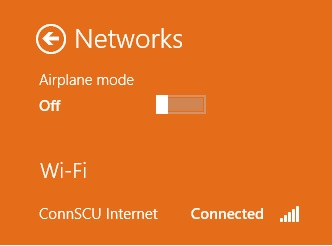 Networks
Airplane mode
Off
Wi-Fi
ConnSCU Internet Connected